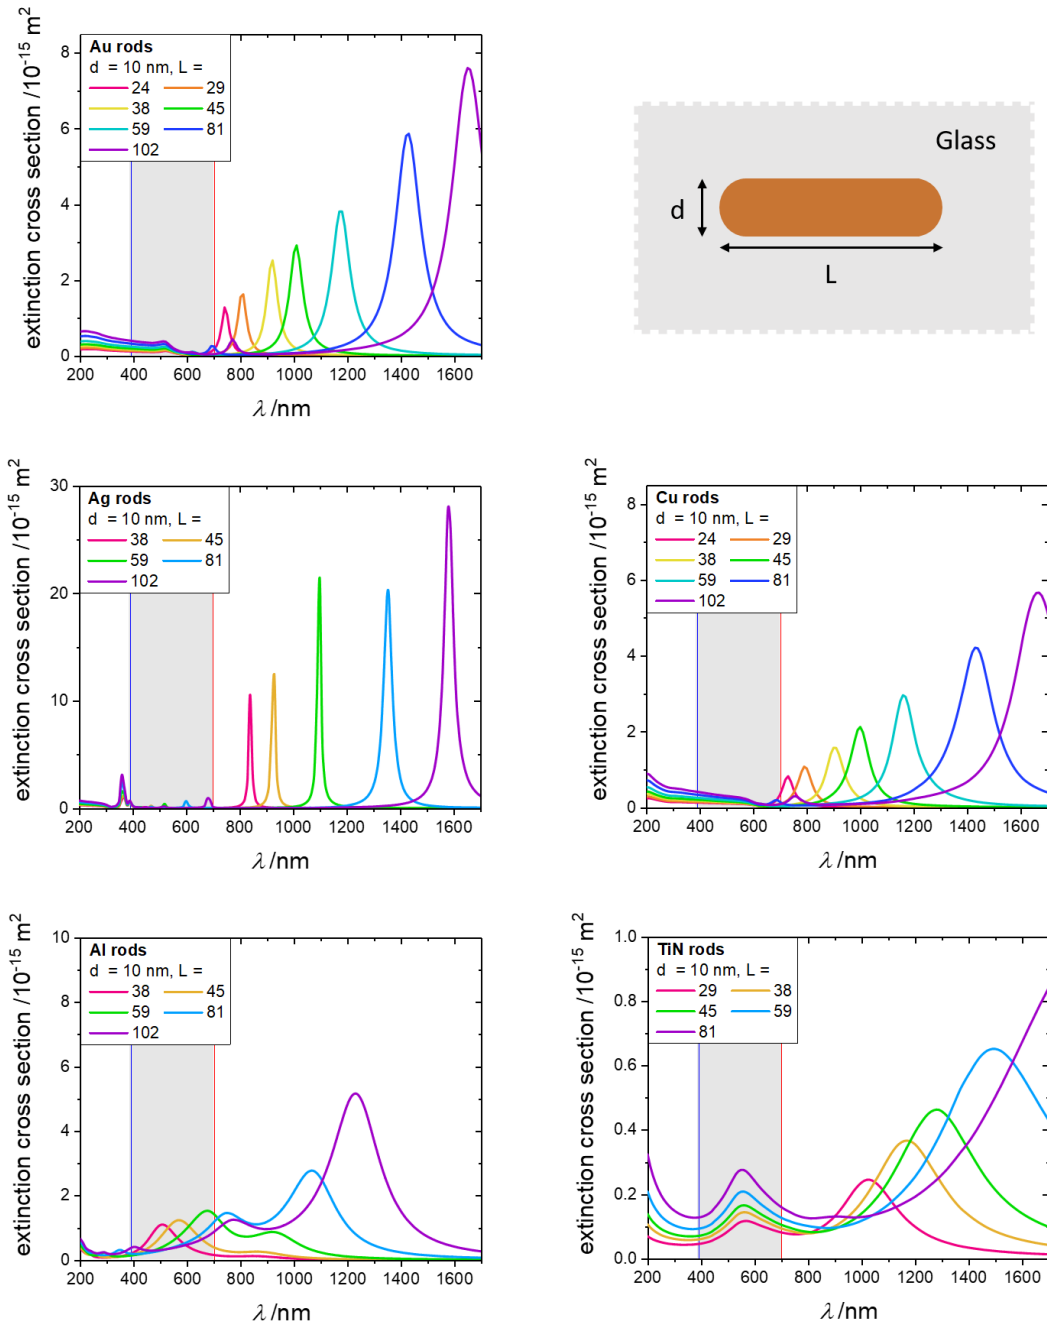 Au rods
d = 10 nm, L =
24 29
38 45
59 81
102
extinction cross section /10⁻¹⁵ m²
8
6
4
2
0
200 400 600 800 1000 1200 1400 1600
λ /nm
Glass
d
L
Ag rods
d = 10 nm, L =
38 45
59 81
102
extinction cross section /10⁻¹⁵ m²
30
20
10
0
200 400 600 800 1000 1200 1400 1600
λ /nm
Cu rods
d = 10 nm, L =
24 29
38 45
59 81
102
extinction cross section /10⁻¹⁵ m²
8
6
4
2
0
200 400 600 800 1000 1200 1400 1600
λ /nm
Al rods
d = 10 nm, L =
38 45
59 81
102
extinction cross section /10⁻¹⁵ m²
10
8
6
4
2
0
200 400 600 800 1000 1200 1400 1600
λ /nm
TiN rods
d = 10 nm, L =
29 38
45 59
81
extinction cross section /10⁻¹⁵ m²
1.0
0.8
0.6
0.4
0.2
0.0
200 400 600 800 1000 1200 1400 1600
λ /nm